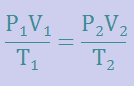 P₁V₁/T₁ = P₂V₂/T₂